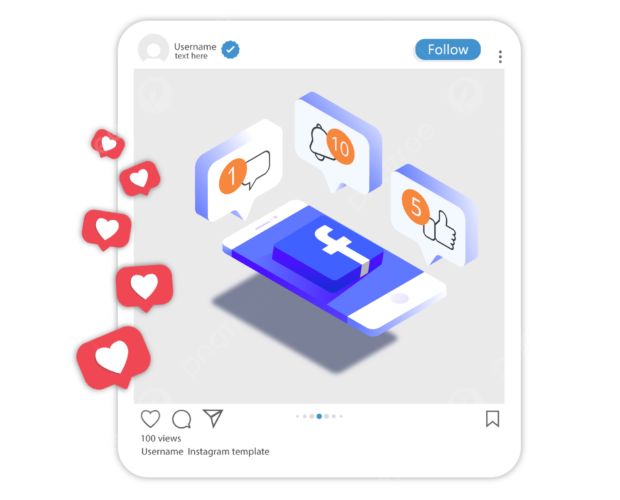 Username
text here
Follow
10
1
5
f
100 views
Username Instagram template